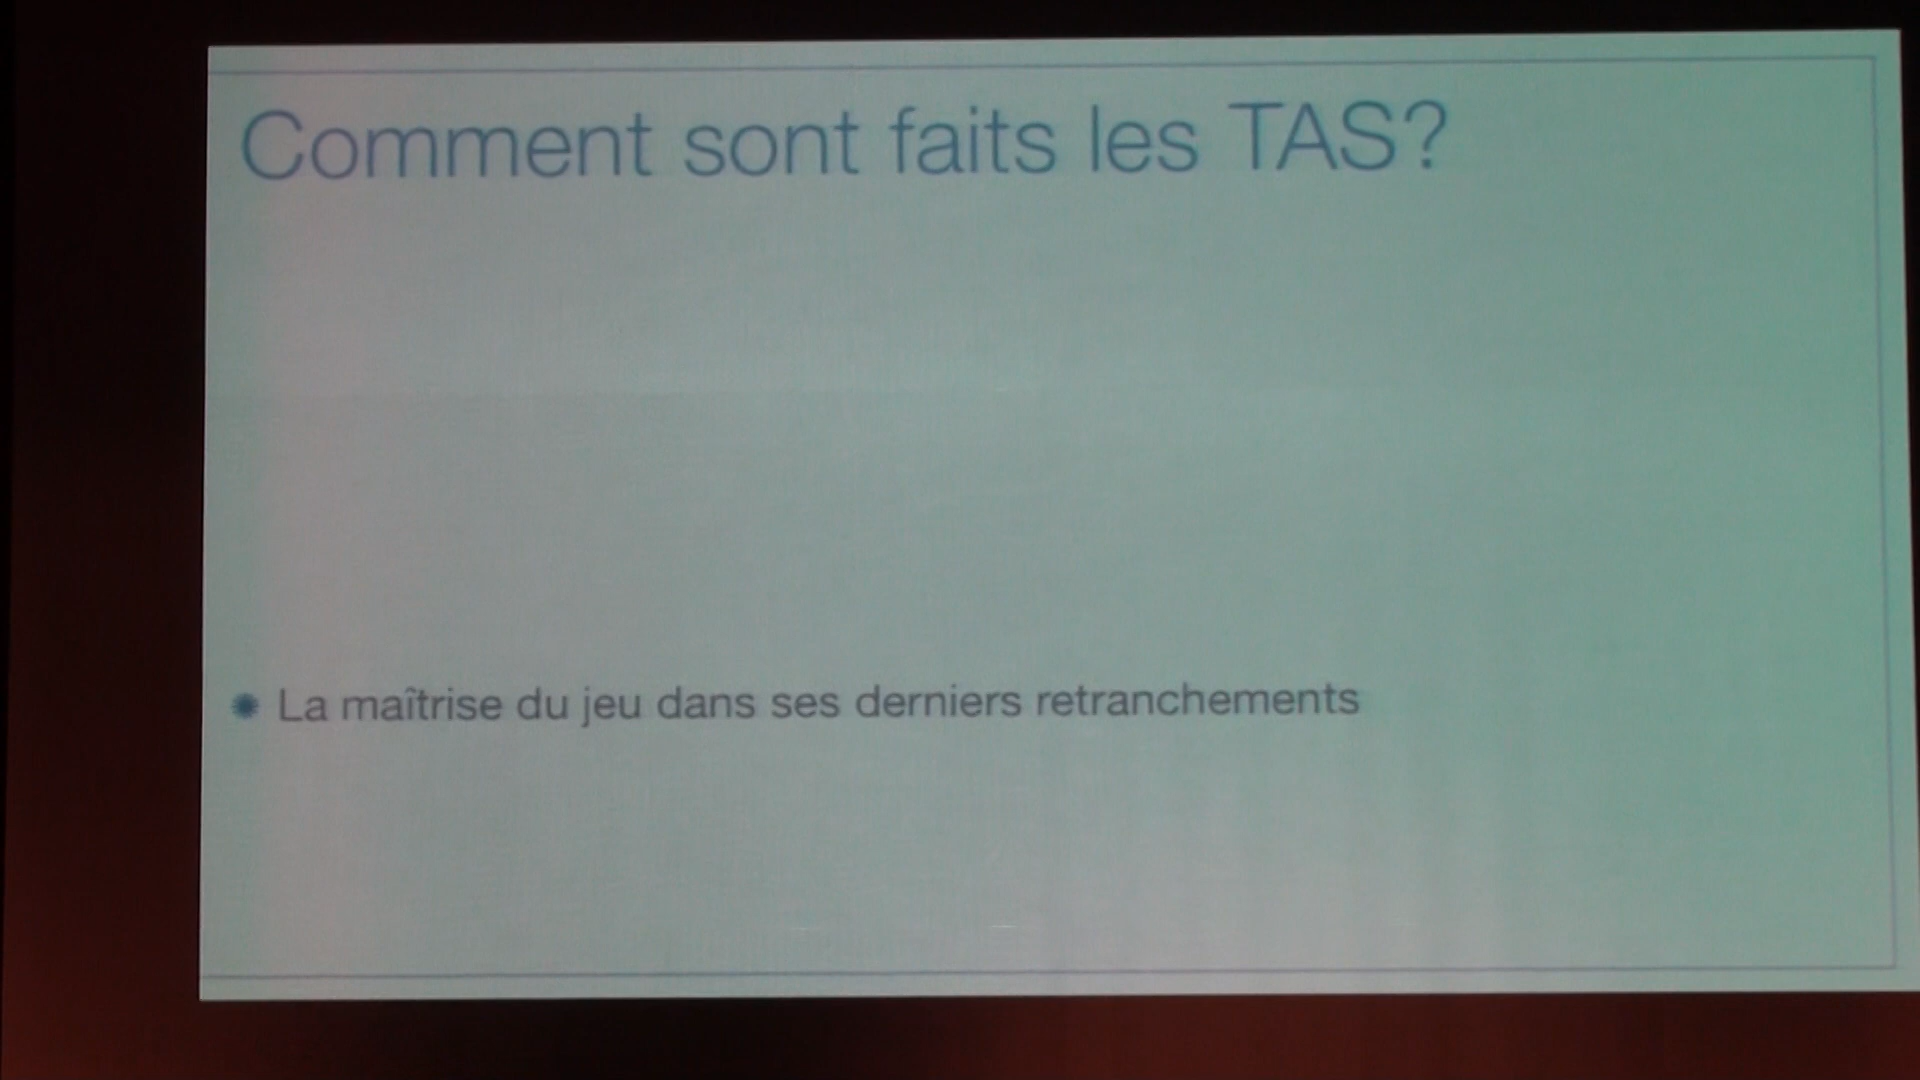 Comment sont faits les TAS?
La maîtrise du jeu dans ses derniers retranchements